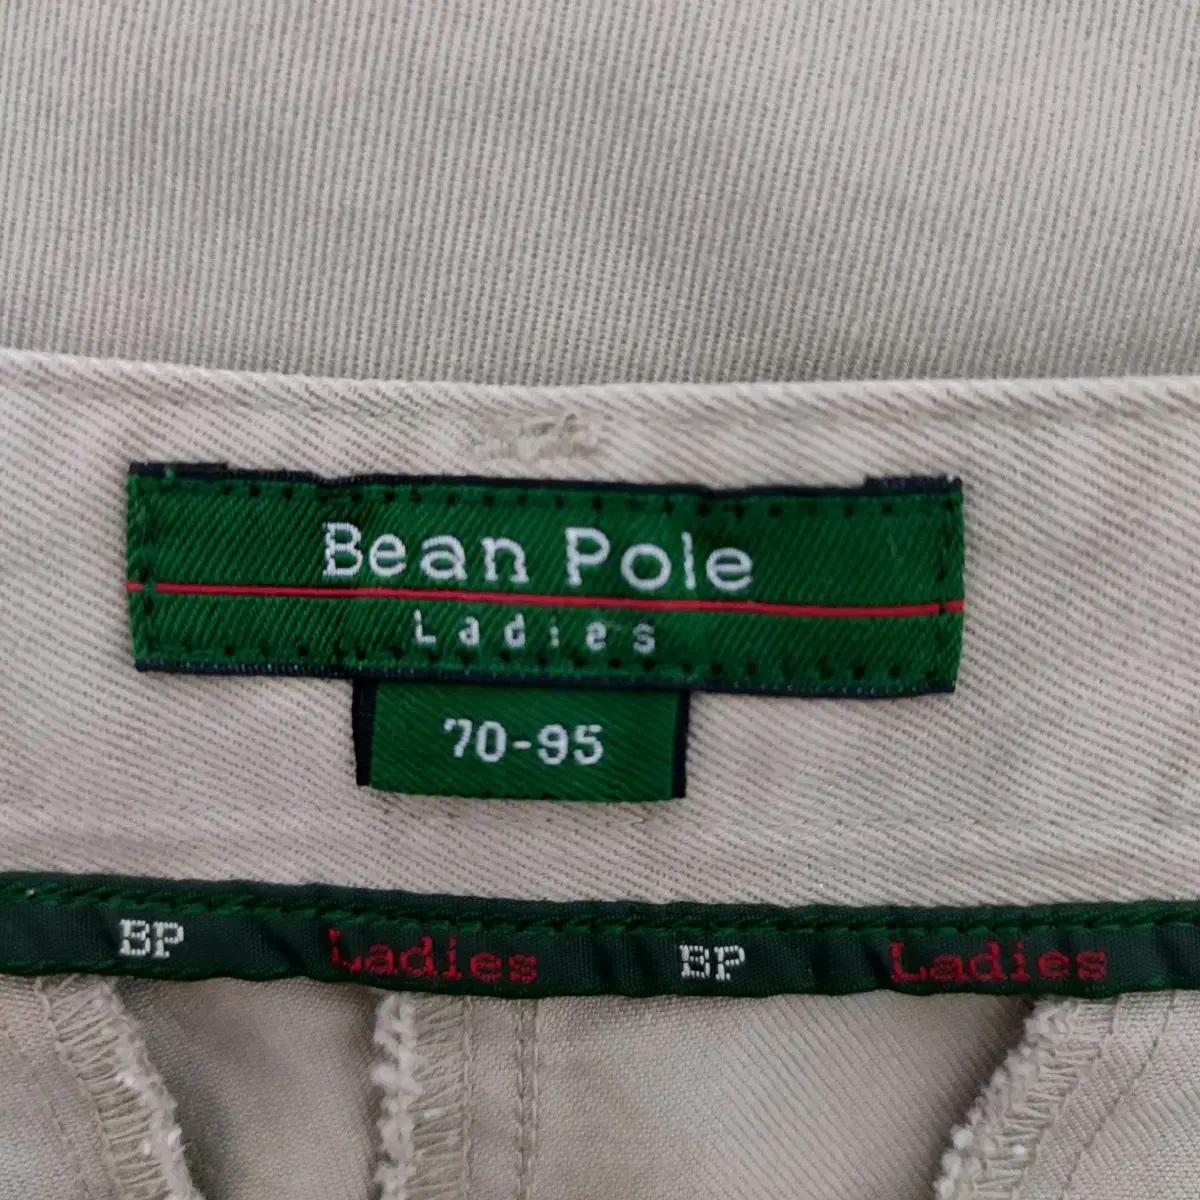 Bean Pole
Ladies
70-95
BP Ladies BP Ladies